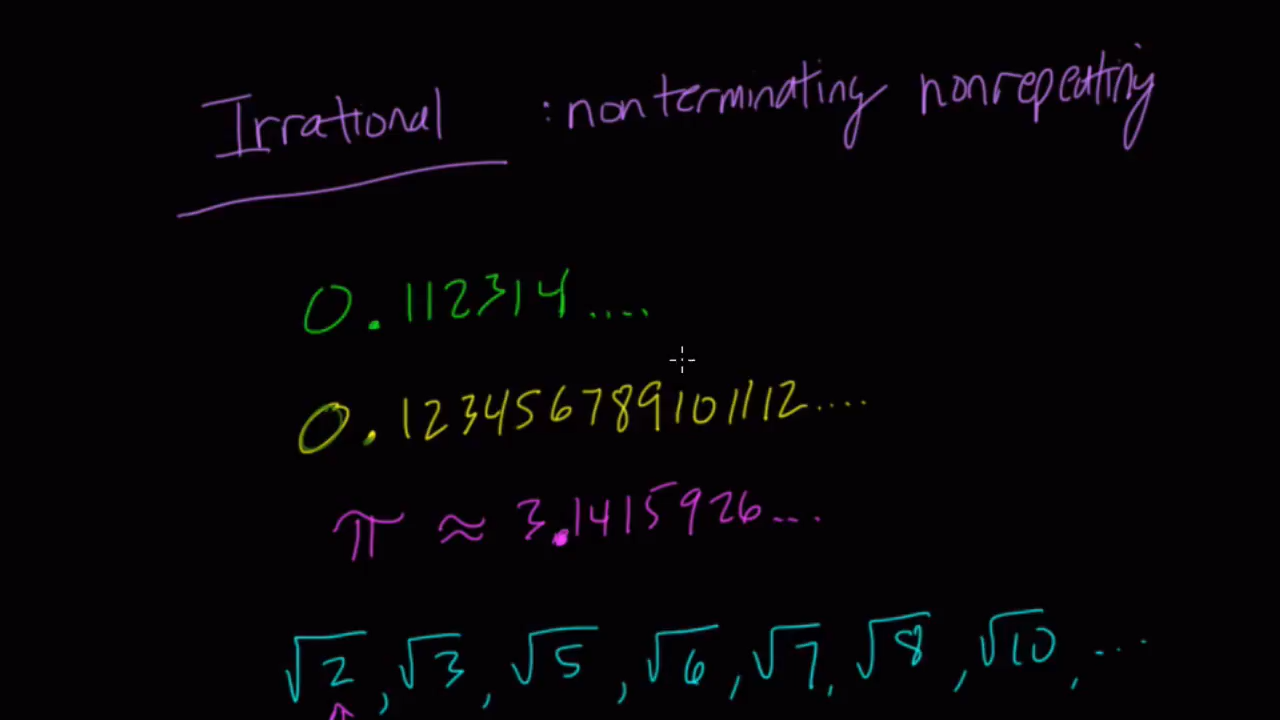 Irrational : nonterminating nonrepeating
0.112314....
0.123456789101112....
π ≈ 3.1415926...
√2, √3, √5, √6, √7, √8, √10, ...